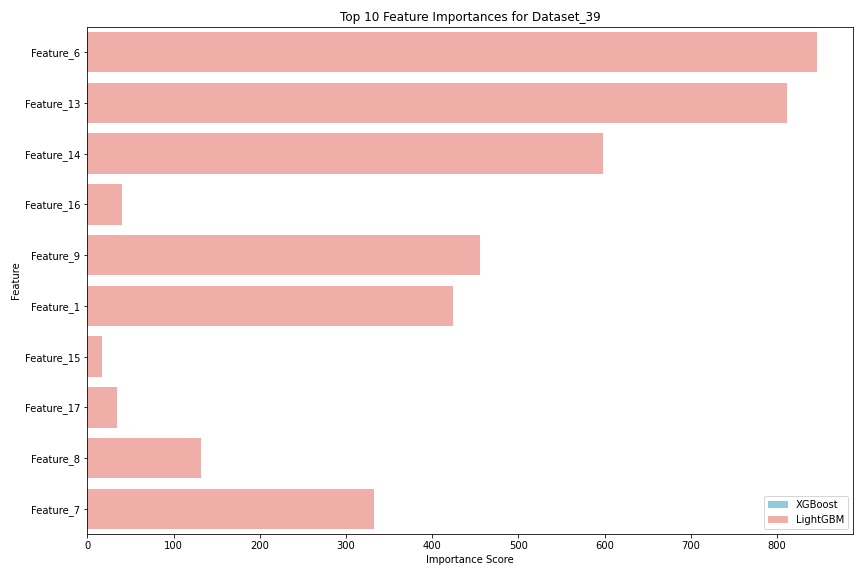 Top 10 Feature Importances for Dataset_39
Feature_6
Feature_13
Feature_14
Feature_16
Feature_9
Feature_1
Feature_15
Feature_17
Feature_8
Feature_7
Feature
XGBoost
LightGBM
0 100 200 300 400 500 600 700 800
Importance Score